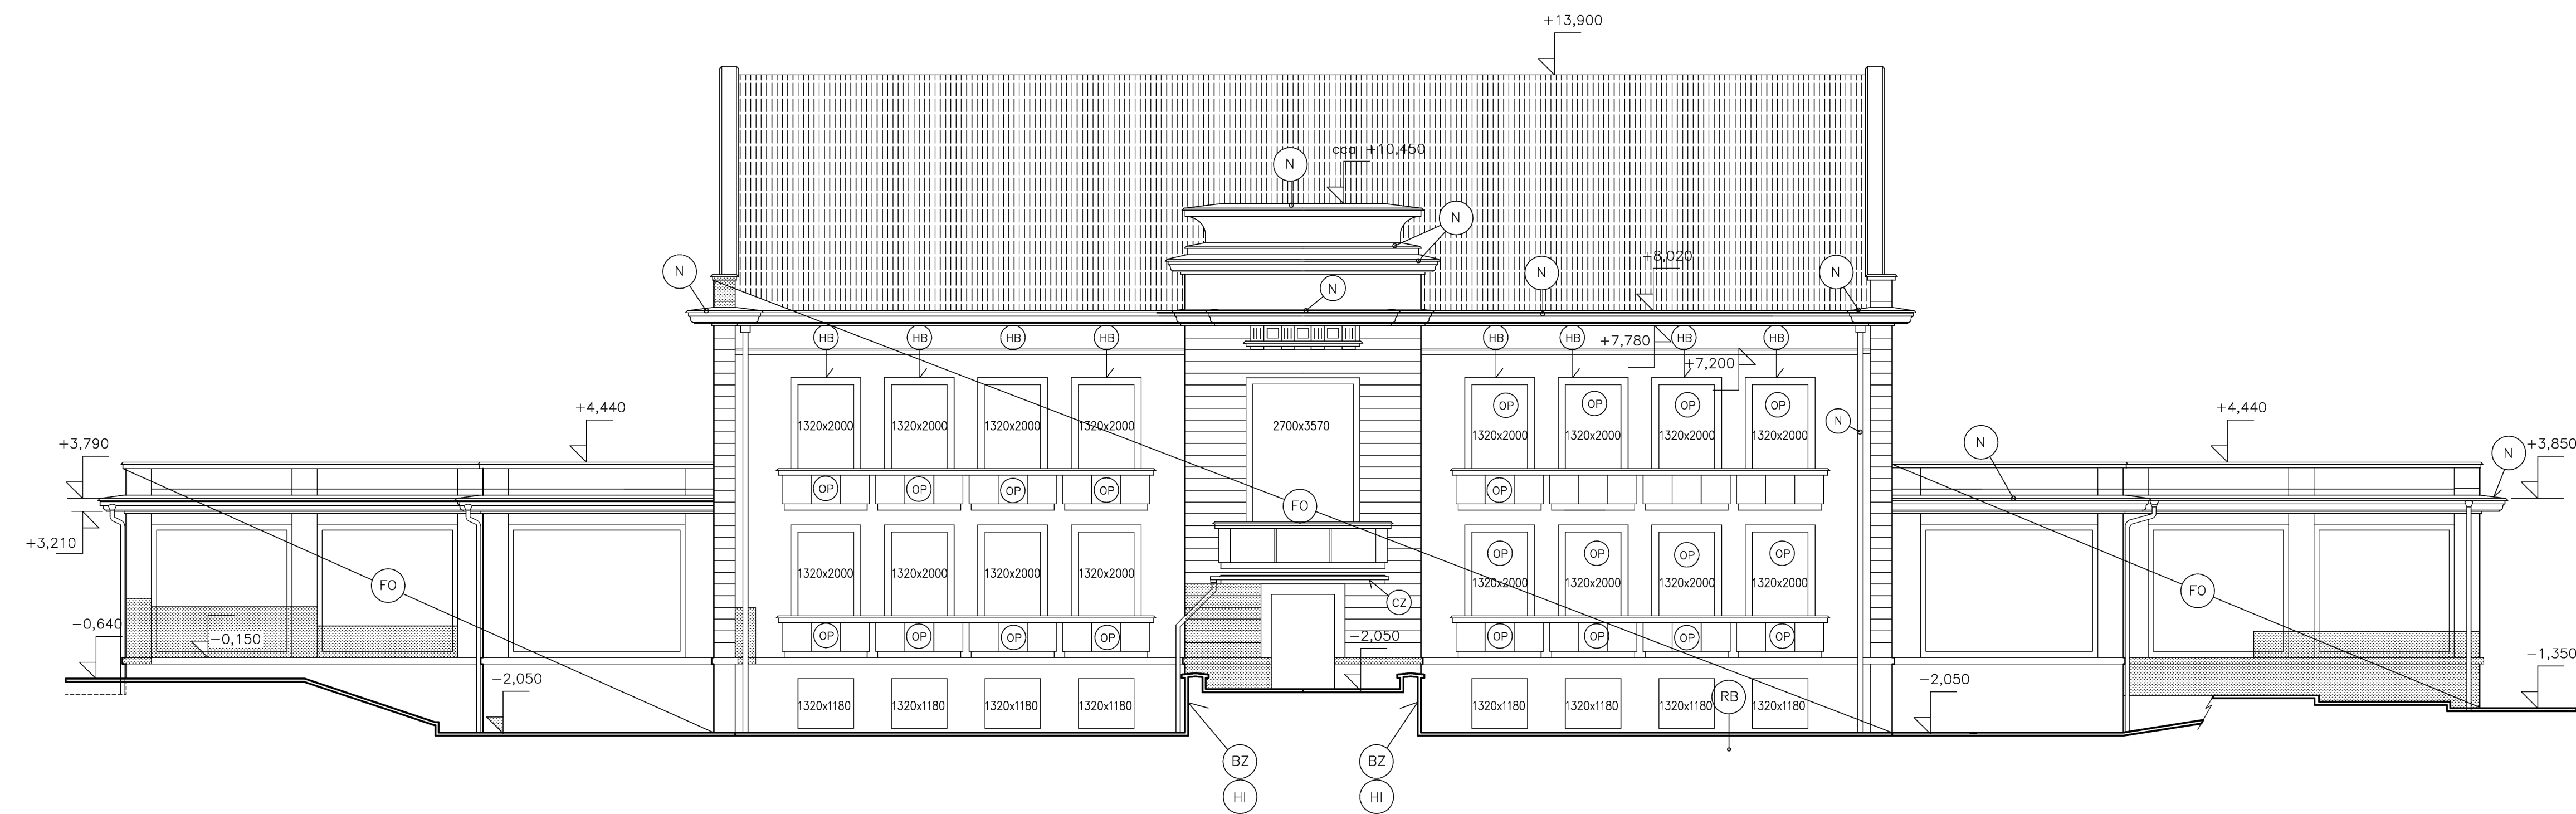 +13,900
N
cca +10,450
N
N
+8,020
N
N
N
HB HB HB HB
HB HB +7,780 HB HB
+7,200
+4,440
+4,440
+3,790
N
N
N +3,850
OP OP OP OP
1320x2000 1320x2000 1320x2000 1320x2000
2700x3570
1320x2000 1320x2000 1320x2000 1320x2000
OP OP OP OP
OP
FO
+3,210
OP OP OP OP
1320x2000 1320x2000 1320x2000 1320x2000
1320x2000 1320x2000 1320x2000 1320x2000
FO
FO
CZ
-0,640
-0,150
OP OP OP OP
-2,050
OP OP OP OP
-1,350
-2,050
-2,050
RB
1320x1180 1320x1180 1320x1180 1320x1180
1320x1180 1320x1180 1320x1180 1320x1180
BZ BZ
HI HI